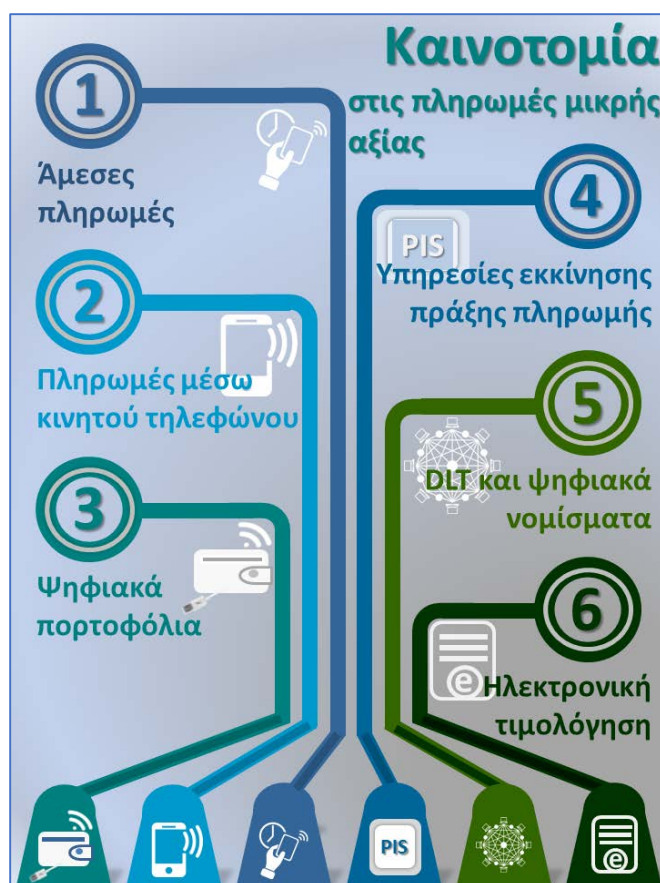 Καινοτομία
στις πληρωμές μικρής
αξίας
1
Άμεσες
πληρωμές
2
Πληρωμές μέσω
κινητού τηλεφώνου
3
Ψηφιακά
πορτοφόλια
4
PIS
Υπηρεσίες εκκίνησης
πράξης πληρωμής
5
DLT και ψηφιακά
νομίσματα
6
e
Ηλεκτρονική
τιμολόγηση
PIS
e